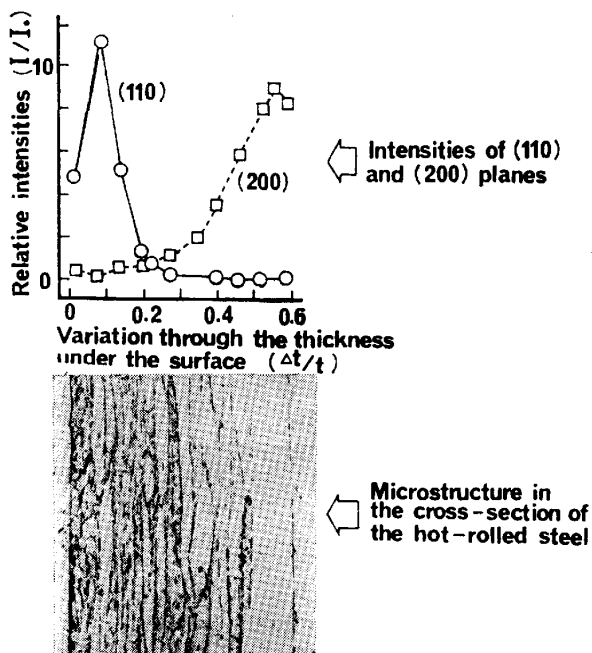 Relative intensities (I/I.)
10
0
(110)
(200)
0 0.2 0.4 0.6
Variation through the thickness
under the surface (Δt/t)
Intensities of (110)
and (200) planes
Microstructure in
the cross-section of
the hot-rolled steel